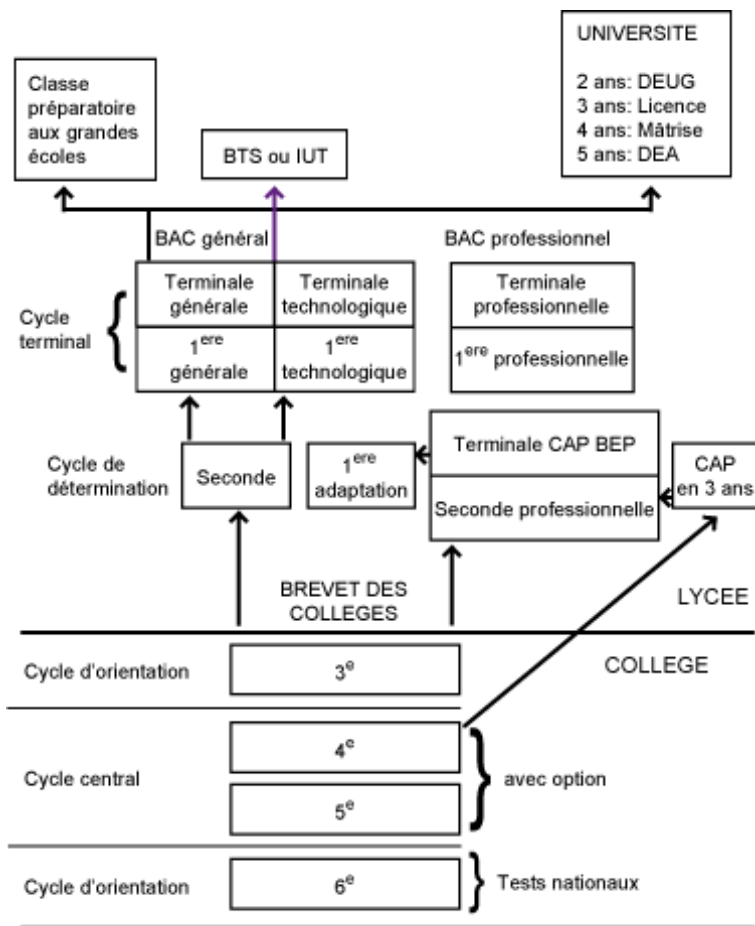 UNIVERSITE
2 ans: DEUG
3 ans: Licence
4 ans: Mâtrise
5 ans: DEA
Classe
préparatoire
aux grandes
écoles
BTS ou IUT
BAC général
BAC professionnel
Cycle
terminal
Terminale
générale
Terminale
technologique
Terminale
professionnelle
1ere
générale
1ere
technologique
1ere professionnelle
Cycle de
détermination
Seconde
1ere
adaptation
Terminale CAP BEP
Seconde professionnelle
CAP
en 3 ans
BREVET DES
COLLEGES
LYCEE
COLLEGE
Cycle d'orientation
3e
Cycle central
4e
5e
avec option
Cycle d'orientation
6e
Tests nationaux